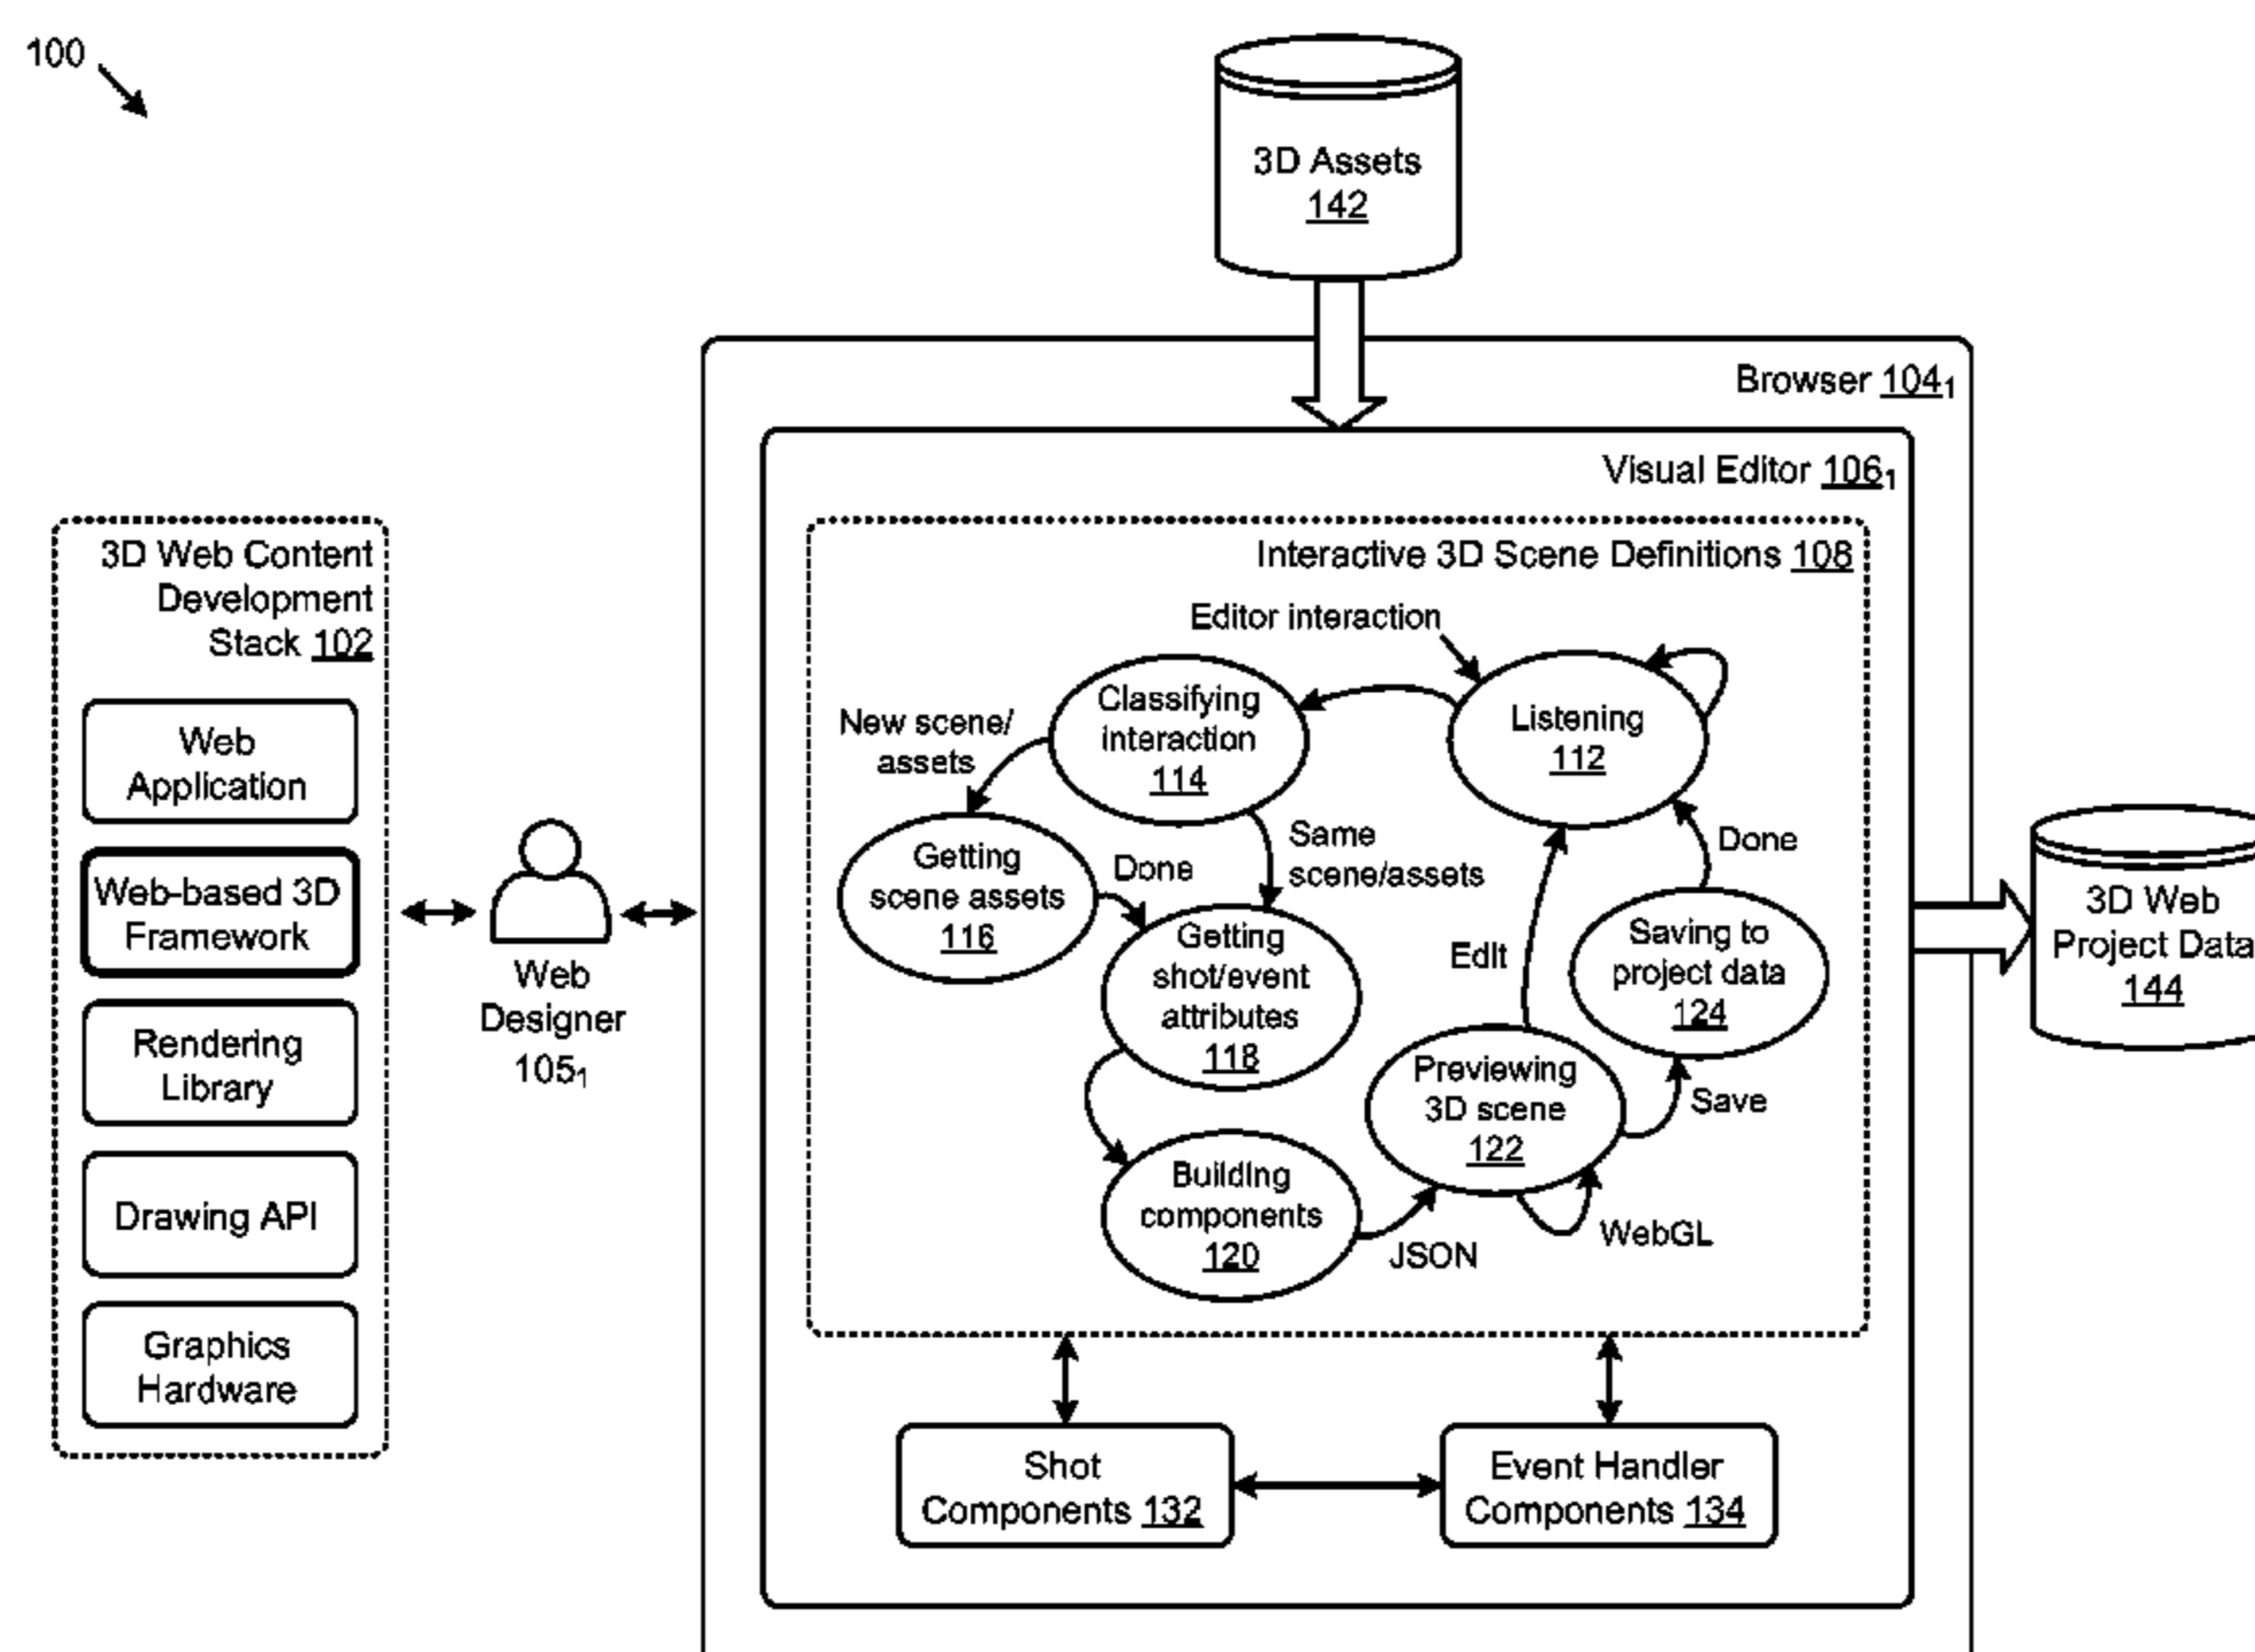 100
3D Assets
142
Browser 104₁
Visual Editor 106₁
3D Web Content
Development
Stack 102
Web
Application
Web-based 3D
Framework
Rendering
Library
Drawing API
Graphics
Hardware
Web
Designer
105₁
Interactive 3D Scene Definitions 108
Editor interaction
Listening
112
Classifying
interaction
114
New scene/
assets
Getting
scene assets
116
Done
Same
scene/assets
Getting
shot/event
attributes
118
Building
components
120
JSON
Previewing
3D scene
122
WebGL
Edit
Save
Saving to
project data
124
Done
Shot
Components 132
Event Handler
Components 134
3D Web
Project Data
144